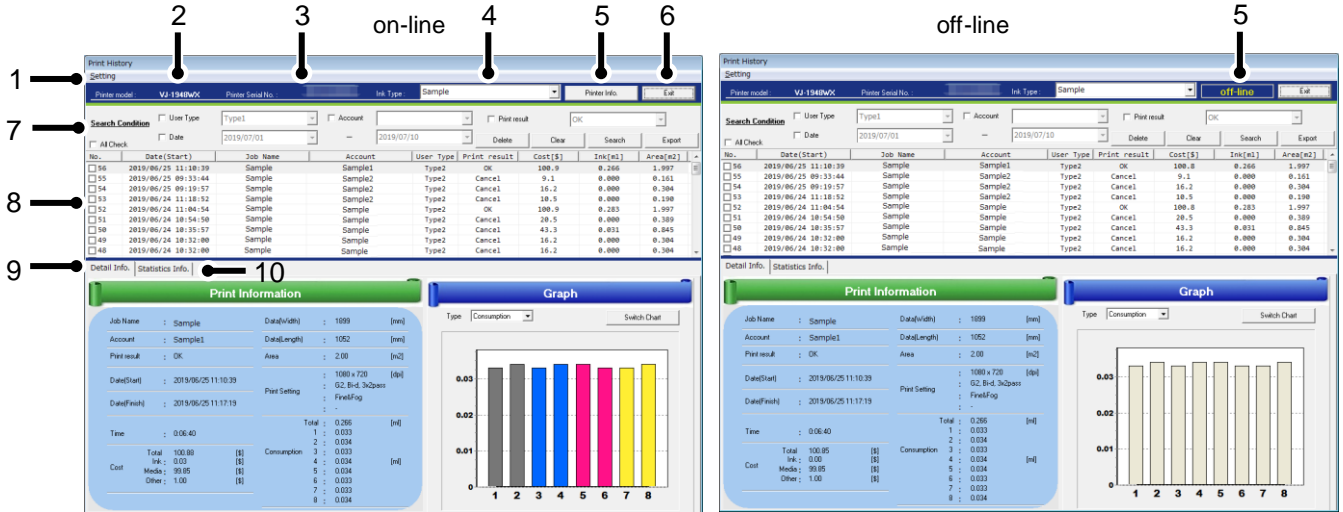 2 3 on-line 4 5 6 off-line 5
Print History
1 Setting
Printer model : VJ-1948WX Printer Serial No. : Ink Type : Sample Printer Info. Exit
7 Search Condition User Type Type1 Account Print result OK
Date 2019/07/01 — 2019/07/10 Delete Clear Search Export
All Check
No. Date(Start) Job Name Account User Type Print result Cost[$] Ink[ml] Area[m2]
56 2019/06/25 11:10:39 Sample Sample1 Type2 OK 100.9 0.266 1.997
55 2019/06/25 09:33:44 Sample Sample2 Type2 Cancel 9.1 0.000 0.161
54 2019/06/25 09:19:57 Sample Sample2 Type2 Cancel 16.2 0.000 0.304
8 53 2019/06/24 11:18:52 Sample Sample2 Type2 Cancel 10.5 0.000 0.190
52 2019/06/24 11:04:54 Sample Sample Type2 OK 100.9 0.283 1.997
51 2019/06/24 10:54:50 Sample Sample Type2 Cancel 20.5 0.000 0.389
50 2019/06/24 10:35:57 Sample Sample Type2 Cancel 43.3 0.031 0.845
49 2019/06/24 10:32:00 Sample Sample Type2 Cancel 16.2 0.000 0.304
48 2019/06/24 10:32:00 Sample Sample Type2 Cancel 16.2 0.000 0.304
9 Detail Info. Statistics Info. 10
Print Information
Job Name : Sample Data(Width) : 1899 [mm]
Account : Sample1 Data(Length) : 1052 [mm]
Print result : OK Area : 2.00 [m2]
Date(Start) : 2019/06/25 11:10:39
Date(Finish) : 2019/06/25 11:17:19
Print Setting : 1080 x 720 [dpi]
: G2, Bi-d, 3x2pass
: Fine&Fog
: -
Time : 0:06:40
Cost Total 100.88 [$]
Ink : 0.03 [$]
Media : 99.85 [$]
Other : 1.00 [$]
Consumption Total : 0.266 [ml]
1 : 0.033
2 : 0.034
3 : 0.033
4 : 0.034 [ml]
5 : 0.034
6 : 0.033
7 : 0.033
8 : 0.034
Graph
Type Consumption Switch Chart
0.03
0.02
0.01
0
1 2 3 4 5 6 7 8
Print History
Setting
Printer model : VJ-1948WX Printer Serial No. : Ink Type : Sample off-line Exit
Search Condition User Type Type1 Account Print result OK
Date 2019/07/01 — 2019/07/10 Delete Clear Search Export
All Check
No. Date(Start) Job Name Account User Type Print result Cost[$] Ink[ml] Area[m2]
56 2019/06/25 11:10:39 Sample Sample1 Type2 OK 100.8 0.266 1.997
55 2019/06/25 09:33:44 Sample Sample2 Type2 Cancel 9.1 0.000 0.161
54 2019/06/25 09:19:57 Sample Sample2 Type2 Cancel 16.2 0.000 0.304
53 2019/06/24 11:18:52 Sample Sample2 Type2 Cancel 10.5 0.000 0.190
52 2019/06/24 11:04:54 Sample Sample Type2 OK 100.8 0.283 1.997
51 2019/06/24 10:54:50 Sample Sample Type2 Cancel 20.5 0.000 0.389
50 2019/06/24 10:35:57 Sample Sample Type2 Cancel 43.3 0.031 0.845
49 2019/06/24 10:32:00 Sample Sample Type2 Cancel 16.2 0.000 0.304
48 2019/06/24 10:32:00 Sample Sample Type2 Cancel 16.2 0.000 0.304
Detail Info. Statistics Info.
Print Information
Job Name : Sample Data(Width) : 1899 [mm]
Account : Sample1 Data(Length) : 1052 [mm]
Print result : OK Area : 2.00 [m2]
Date(Start) : 2019/06/25 11:10:39
Date(Finish) : 2019/06/25 11:17:19
Print Setting : 1080 x 720 [dpi]
: G2, Bi-d, 3x2pass
: Fine&Fog
: -
Time : 0:06:40
Cost Total 100.85 [$]
Ink : 0.00 [$]
Media : 99.85 [$]
Other : 1.00 [$]
Consumption Total : 0.266 [ml]
1 : 0.033
2 : 0.034
3 : 0.033
4 : 0.034 [ml]
5 : 0.034
6 : 0.033
7 : 0.033
8 : 0.034
Graph
Type Consumption Switch Chart
0.03
0.02
0.01
0
1 2 3 4 5 6 7 8